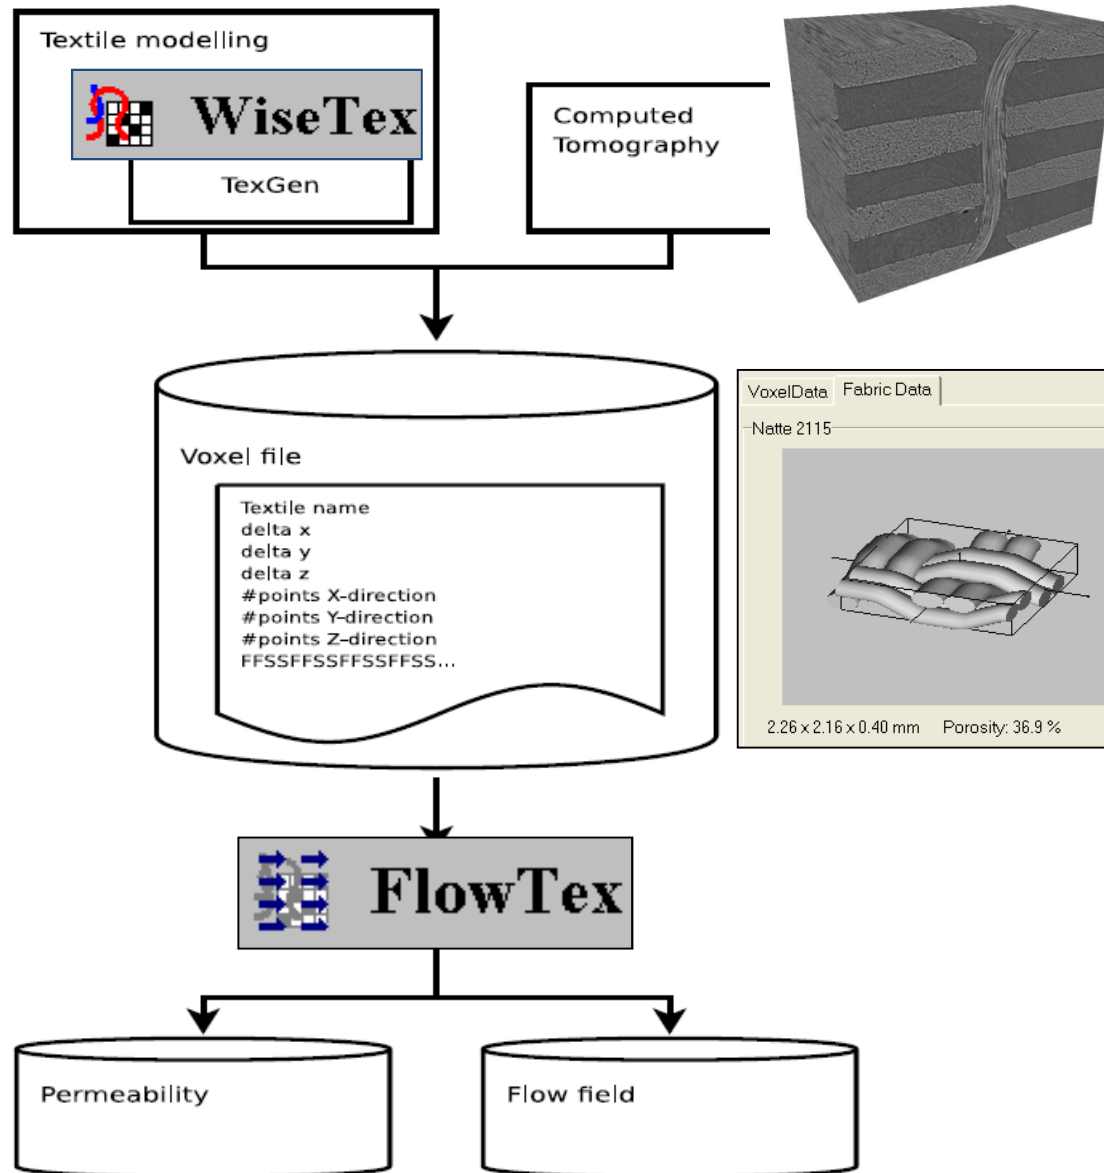 Textile modelling
WiseTex
TexGen
Computed
Tomography
Voxel file
Textile name
delta x
delta y
delta z
#points X-direction
#points Y-direction
#points Z-direction
FFSSFFSSFFSSFFSS...
VoxelData Fabric Data
Natte 2115
2.26 x 2.16 x 0.40 mm Porosity: 36.9 %
FlowTex
Permeability
Flow field